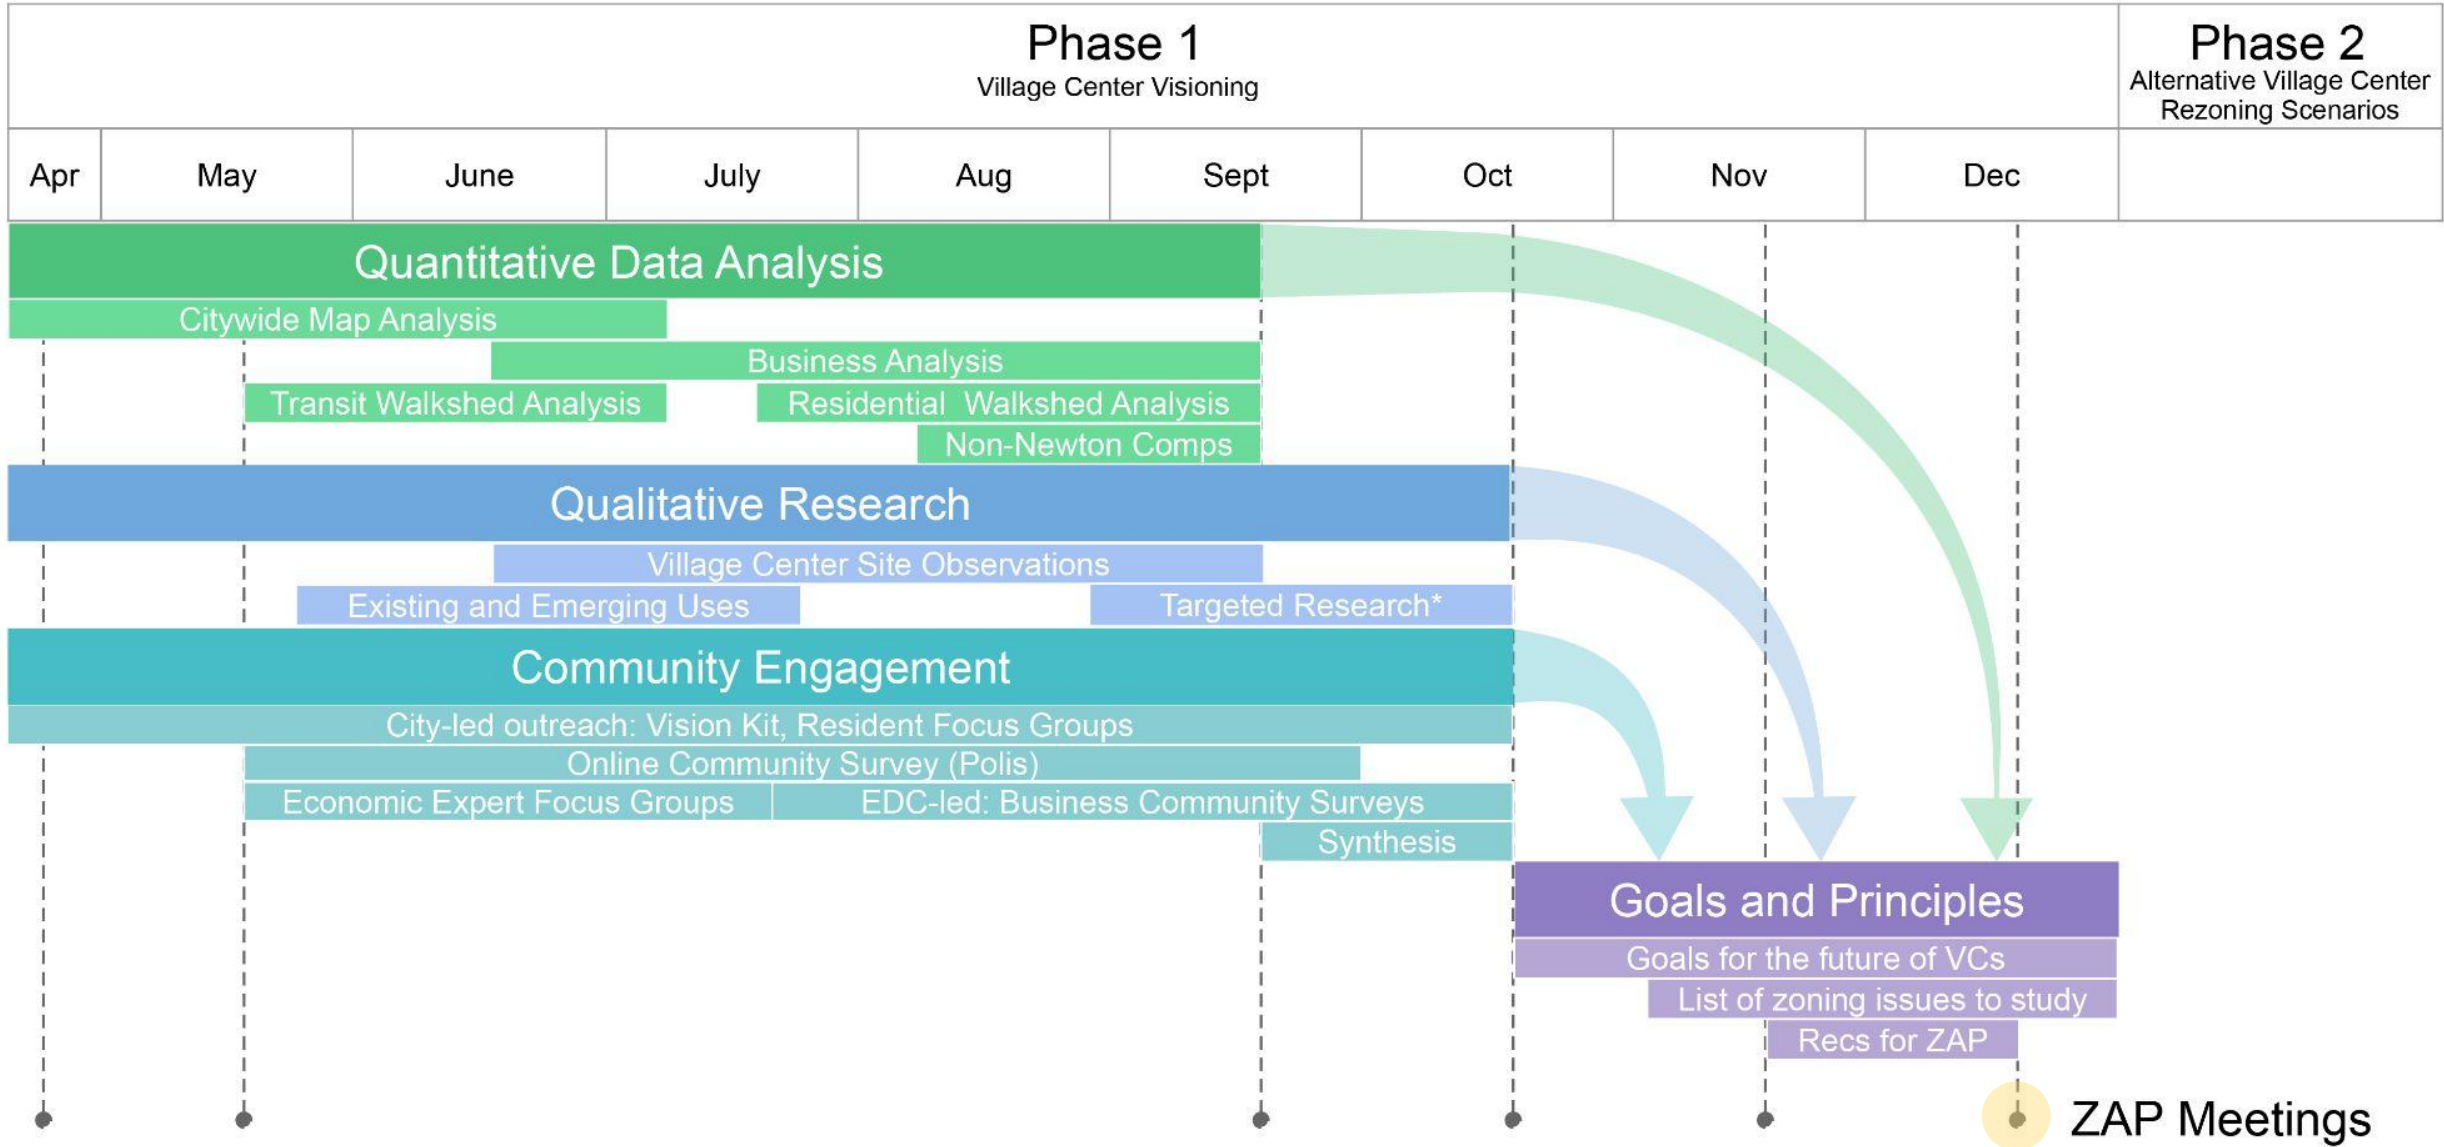 Phase 1
Village Center Visioning
Phase 2
Alternative Village Center
Rezoning Scenarios
Apr
May
June
July
Aug
Sept
Oct
Nov
Dec
Quantitative Data Analysis
Citywide Map Analysis
Business Analysis
Transit Walkshed Analysis
Residential Walkshed Analysis
Non-Newton Comps
Qualitative Research
Village Center Site Observations
Existing and Emerging Uses
Targeted Research*
Community Engagement
City-led outreach: Vision Kit, Resident Focus Groups
Online Community Survey (Polis)
Economic Expert Focus Groups
EDC-led: Business Community Surveys
Synthesis
Goals and Principles
Goals for the future of VCs
List of zoning issues to study
Recs for ZAP
ZAP Meetings